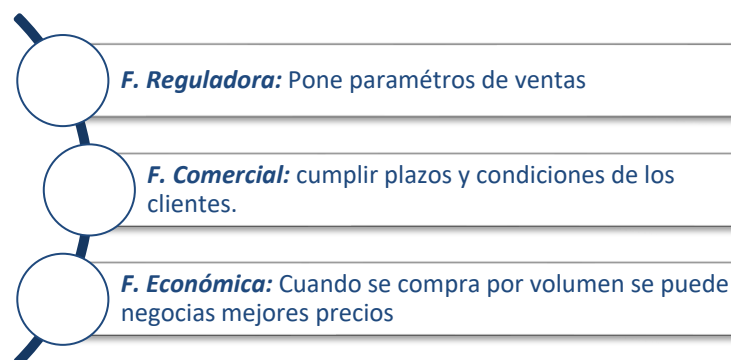 F. Reguladora: Pone paramétros de ventas
F. Comercial: cumplir plazos y condiciones de los
clientes.
F. Económica: Cuando se compra por volumen se puede
negocias mejores precios